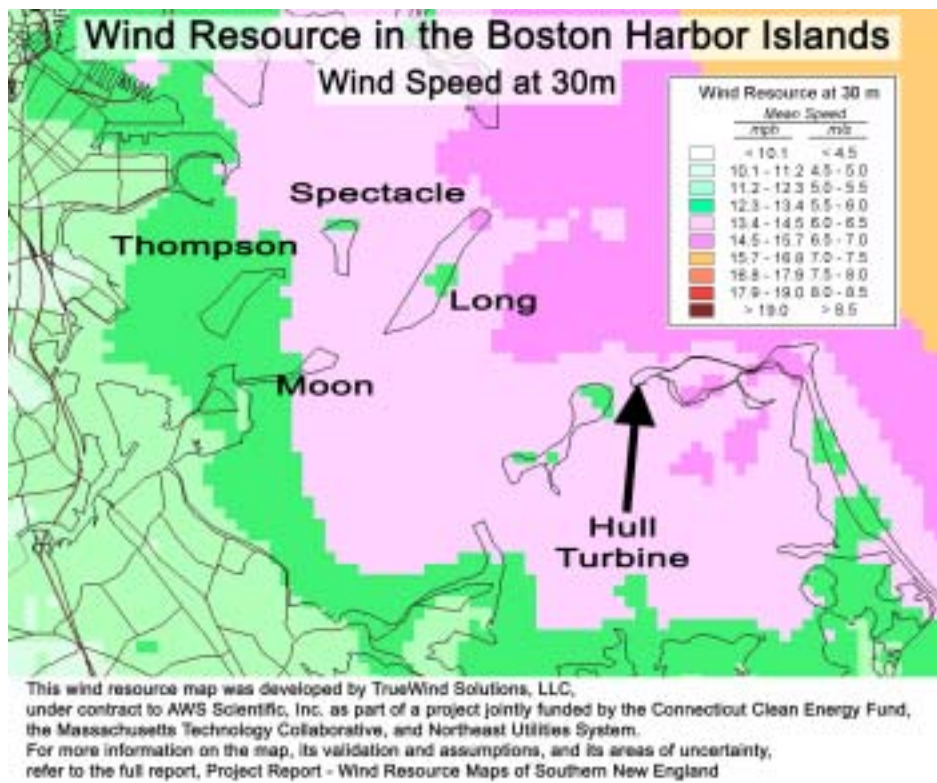 Wind Resource in the Boston Harbor Islands
Wind Speed at 30m
Wind Resource at 30 m
Mean Speed
mph m/s
< 10.1 < 4.5
10.1 - 11.2 4.5 - 5.0
11.2 - 12.3 5.0 - 5.5
12.3 - 13.4 5.5 - 6.0
13.4 - 14.5 6.0 - 6.5
14.5 - 15.7 6.5 - 7.0
15.7 - 16.8 7.0 - 7.5
16.8 - 17.9 7.5 - 8.0
17.9 - 19.0 8.0 - 8.5
> 19.0 > 8.5
Spectacle
Thompson
Long
Moon
Hull
Turbine
This wind resource map was developed by TrueWind Solutions, LLC,
under contract to AWS Scientific, Inc. as part of a project jointly funded by the Connecticut Clean Energy Fund,
the Massachusetts Technology Collaborative, and Northeast Utilities System.
For more information on the map, its validation and assumptions, and its areas of uncertainty,
refer to the full report, Project Report - Wind Resource Maps of Southern New England